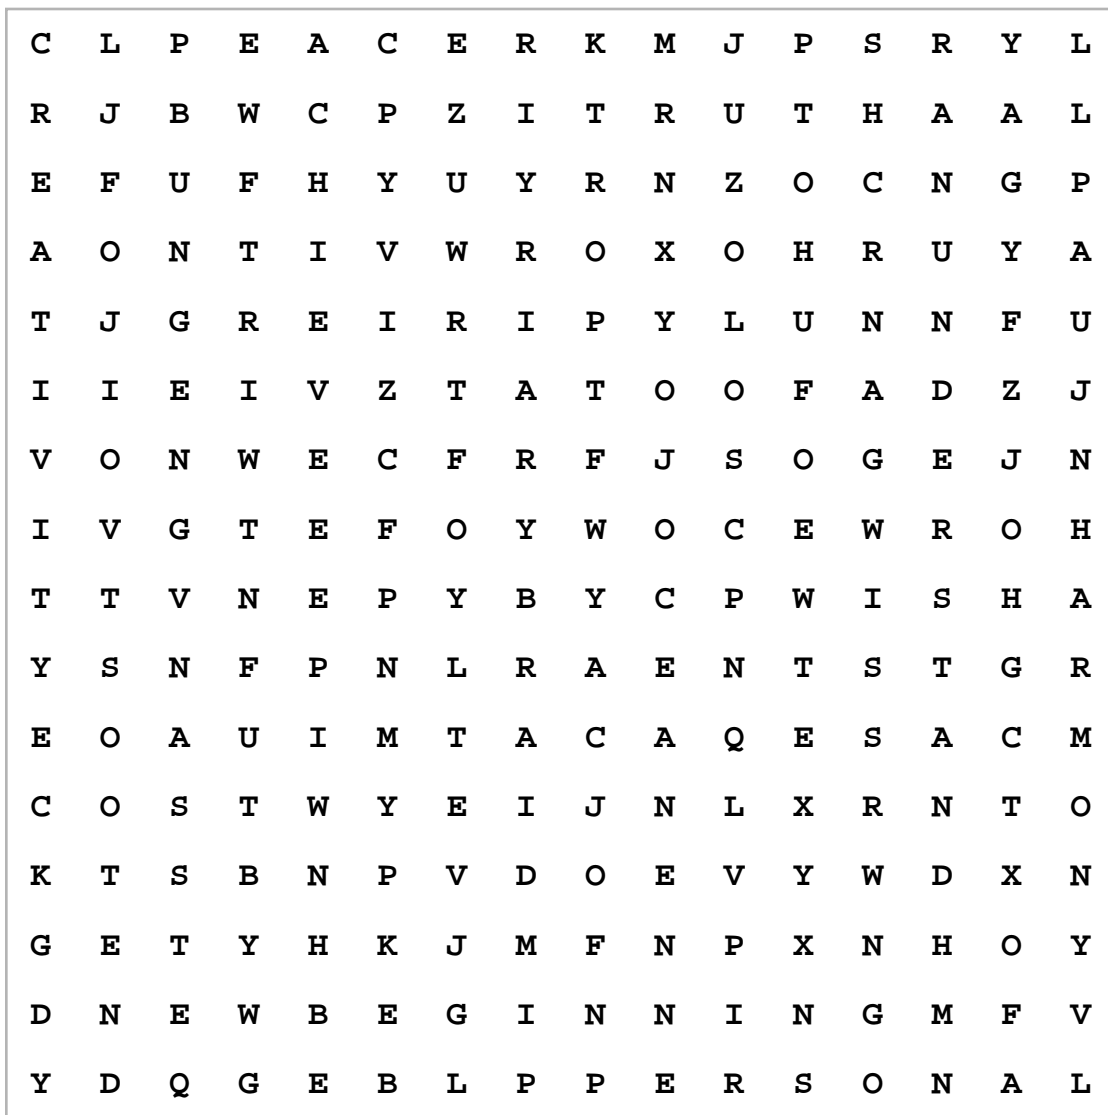 C L P E A C E R K M J P S R Y L
R J B W C P Z I T R U T H A A L
E F U F H Y U Y R N Z O C N G P
A O N T I V W R O X O H R U Y A
T J G R E I R I P Y L U N N F U
I I E I V Z T A T O O F A D Z J
V O N W E C F R F J S O G E J N
I V G T E F O Y W O C E W R O H
T T V N E P Y B Y C P W I S H A
Y S N F P N L R A E N T S T G R
E O A U I M T A C A Q E S A C M
C O S T W Y E I J N L X R N T O
K T S B N P V D O E V Y W D X N
G E T Y H K J M F N P X N H O Y
D N E W B E G I N N I N G M F V
Y D Q G E B L P P E R S O N A L